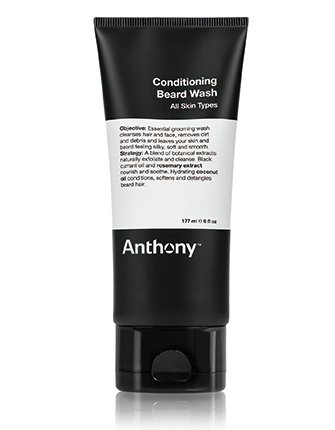 Conditioning
Beard Wash
All Skin Types
Objective: Essential grooming wash
cleanses hair and face, removes dirt
and debris and leaves your skin and
beard feeling silky, soft and smooth.
Strategy: A blend of botanical extracts
naturally exfoliate and cleanse. Black
currant oil and rosemary extract
nourish and soothe. Hydrating coconut
oil conditions, softens and detangles
beard hair.
177 ml ℮ 6 fl oz
Anthony™